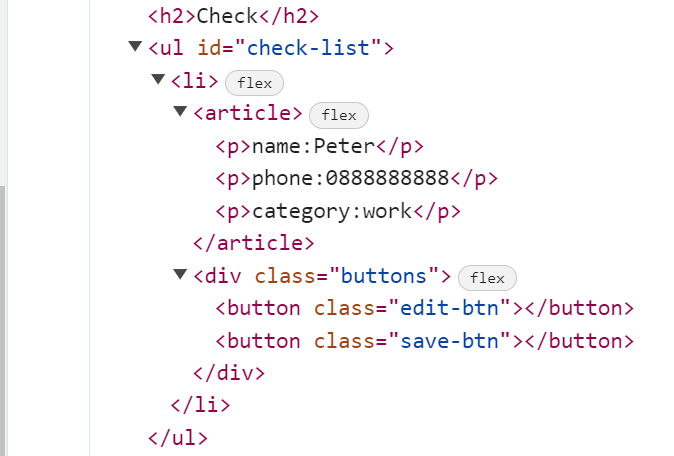 <h2>Check</h2>
<ul id="check-list">
<li> flex
<article> flex
<p>name:Peter</p>
<p>phone:0888888888</p>
<p>category:work</p>
</article>
<div class="buttons"> flex
<button class="edit-btn"></button>
<button class="save-btn"></button>
</div>
</li>
</ul>